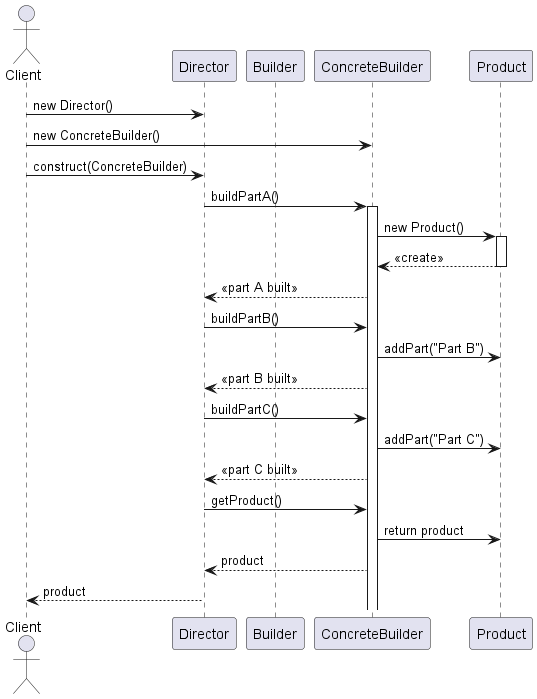 Client
Director
Builder
ConcreteBuilder
Product
new Director()
new ConcreteBuilder()
construct(ConcreteBuilder)
buildPartA()
new Product()
«create»
«part A built»
buildPartB()
addPart("Part B")
«part B built»
buildPartC()
addPart("Part C")
«part C built»
getProduct()
return product
product
product
Client
Director
Builder
ConcreteBuilder
Product